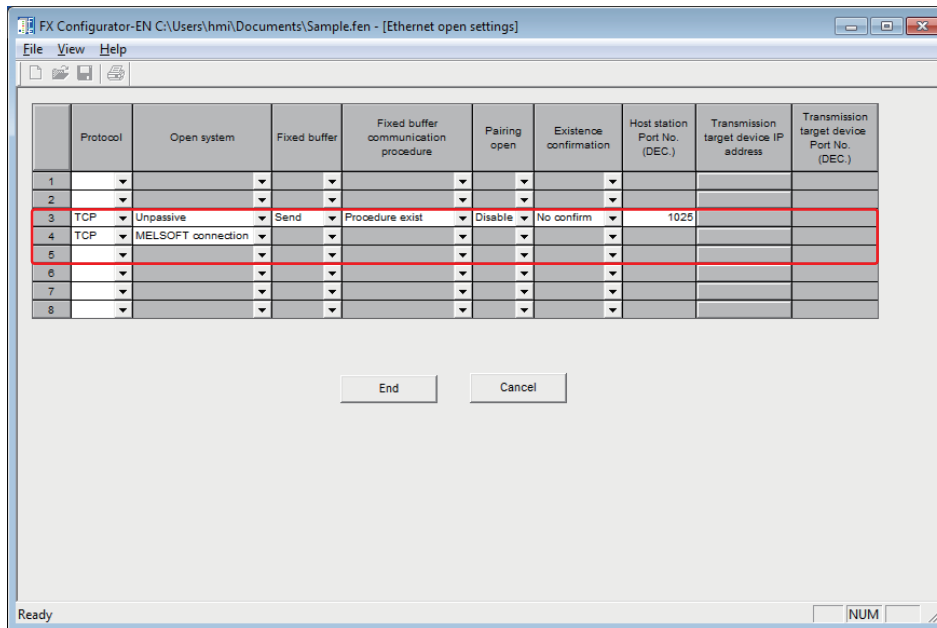 FX Configurator-EN C:\Users\hmi\Documents\Sample.fen - [Ethernet open settings]
File View Help
Protocol Open system Fixed buffer Fixed buffer communication procedure Pairing open Existence confirmation Host station Port No. (DEC.) Transmission target device IP address Transmission target device Port No. (DEC.)
1
2
3 TCP Unpassive Send Procedure exist Disable No confirm 1025
4 TCP MELSOFT connection
5
6
7
8
End Cancel
Ready NUM